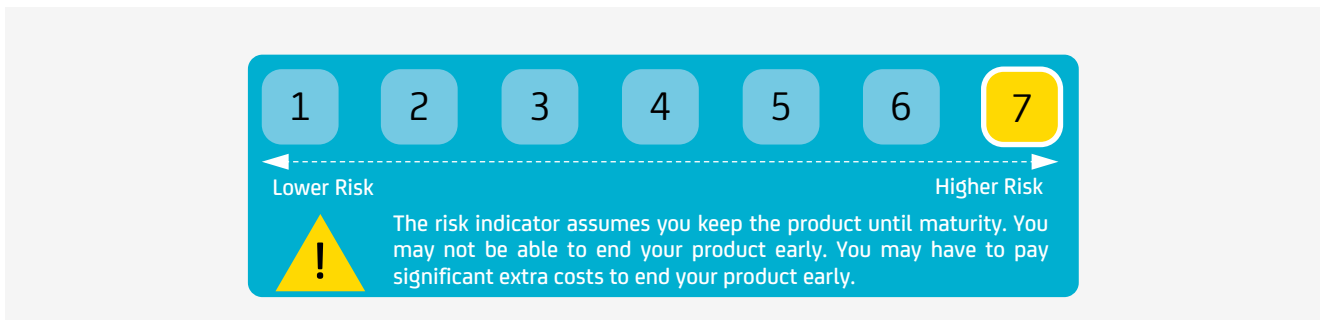 1 2 3 4 5 6 7
Lower Risk Higher Risk
!
The risk indicator assumes you keep the product until maturity. You
may not be able to end your product early. You may have to pay
significant extra costs to end your product early.